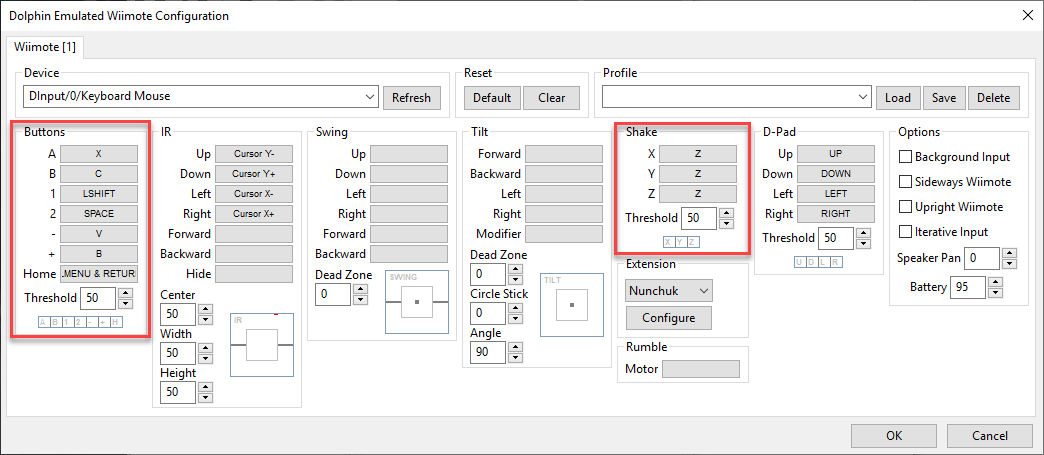 Dolphin Emulated Wiimote Configuration
Wiimote [1]
Device
DInput/0/Keyboard Mouse
Refresh
Reset
Default
Clear
Profile
Load
Save
Delete
Buttons
A X
B C
1 LSHIFT
2 SPACE
- V
+ B
Home .MENU & RETURI
Threshold 50
A B 1 2 - + H
IR
Up Cursor Y-
Down Cursor Y+
Left Cursor X-
Right Cursor X+
Forward
Backward
Hide
Center
50
Width
50
Height
50
IR
Swing
Up
Down
Left
Right
Forward
Backward
Dead Zone
0
SWING
Tilt
Forward
Backward
Left
Right
Modifier
Dead Zone
0
Circle Stick
0
Angle
90
TILT
Shake
X Z
Y Z
Z Z
Threshold 50
X Y Z
Extension
Nunchuk
Configure
Rumble
Motor
D-Pad
Up UP
Down DOWN
Left LEFT
Right RIGHT
Threshold 50
U D L R
Options
Background Input
Sideways Wiimote
Upright Wiimote
Iterative Input
Speaker Pan 0
Battery 95
OK
Cancel